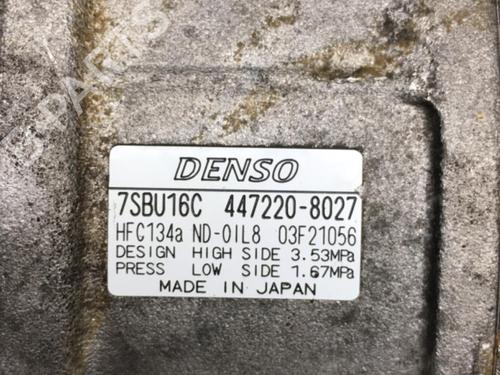 DENSO
7SBU16C 447220-8027
HFC134a ND-OIL8 03F21056
DESIGN HIGH SIDE 3.53MPa
PRESS LOW SIDE 1.67MPa
MADE IN JAPAN